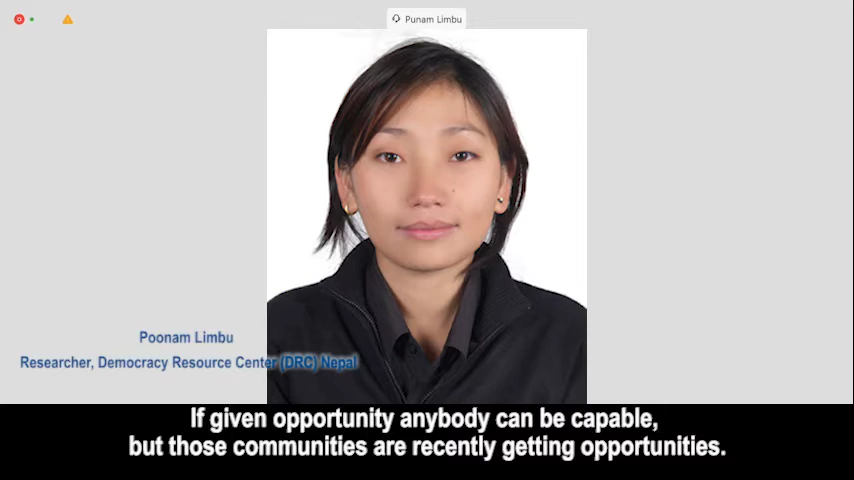 Punam Limbu
Poonam Limbu
Researcher, Democracy Resource Center (DRC) Nepal
If given opportunity anybody can be capable,
but those communities are recently getting opportunities.